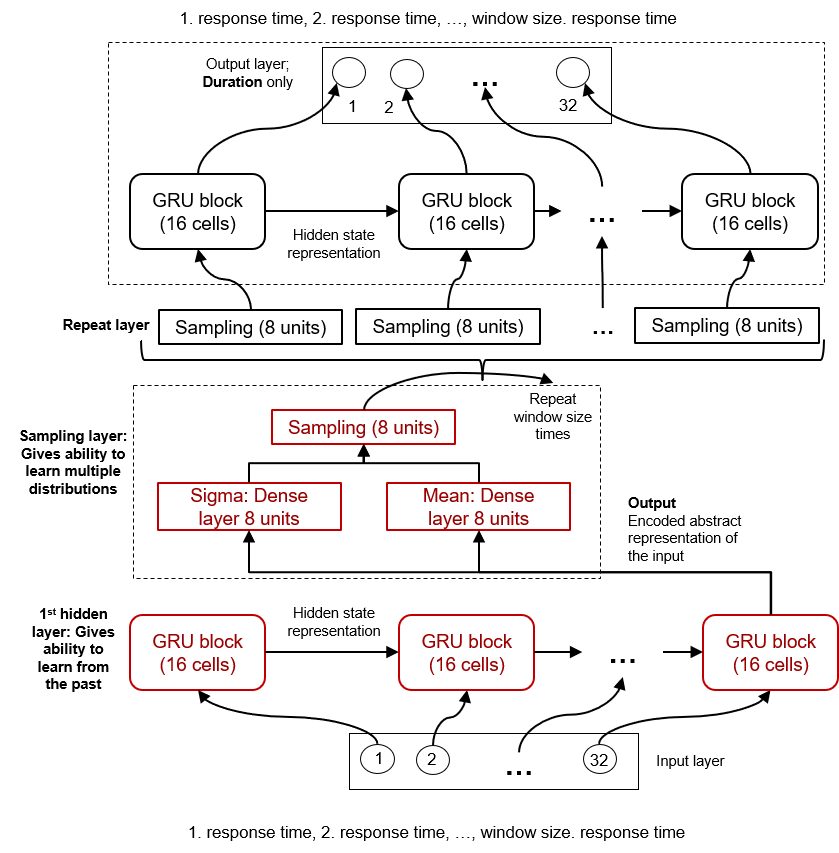 1. response time, 2. response time, …, window size. response time
Output layer;
Duration only
1
2
...
32
GRU block
(16 cells)
GRU block
(16 cells)
...
GRU block
(16 cells)
Hidden state
representation
Repeat layer
Sampling (8 units)
Sampling (8 units)
...
Sampling (8 units)
Repeat
window size
times
Sampling (8 units)
Sampling layer:
Gives ability to
learn multiple
distributions
Sigma: Dense
layer 8 units
Mean: Dense
layer 8 units
Output
Encoded abstract
representation of
the input
1st hidden
layer: Gives
ability to
learn from
the past
GRU block
(16 cells)
Hidden state
representation
GRU block
(16 cells)
...
GRU block
(16 cells)
1
2
...
32
Input layer
1. response time, 2. response time, …, window size. response time